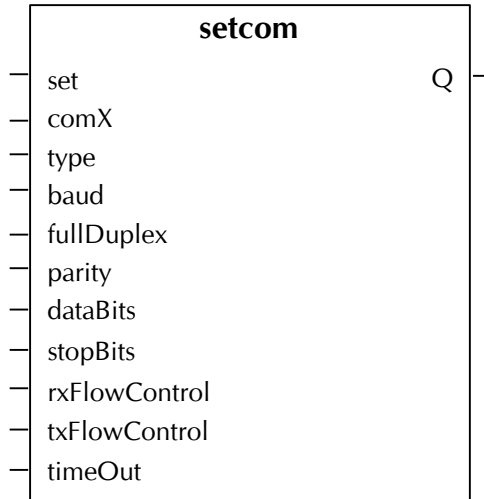 setcom
set Q
comX
type
baud
fullDuplex
parity
dataBits
stopBits
rxFlowControl
txFlowControl
timeOut